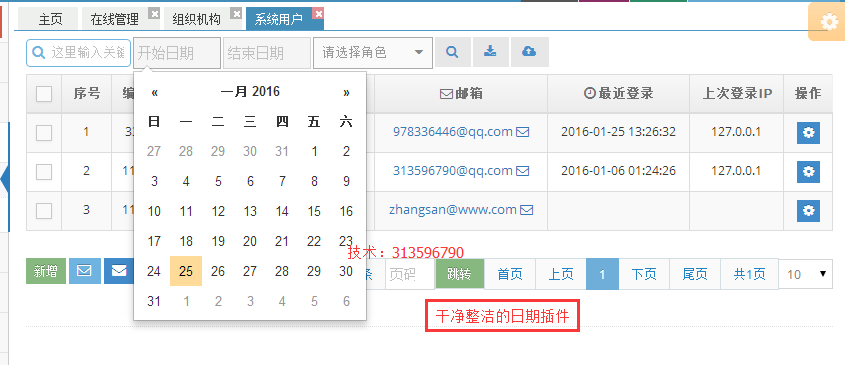 主页 在线管理 组织机构 系统用户
这里输入关键 开始日期 结束日期 请选择角色
序号 编 邮箱 最近登录 上次登录IP 操作
1 33 978336446@qq.com 2016-01-25 13:26:32 127.0.0.1
2 11 313596790@qq.com 2016-01-06 01:24:26 127.0.0.1
3 11 zhangsan@www.com
« 一月 2016 »
日 一 二 三 四 五 六
27 28 29 30 31 1 2
3 4 5 6 7 8 9
10 11 12 13 14 15 16
17 18 19 20 21 22 23
24 25 26 27 28 29 30
31 1 2 3 4 5 6
技术：313596790
新增 条 页码 跳转 首页 上页 1 下页 尾页 共1页 10
干净整洁的日期插件